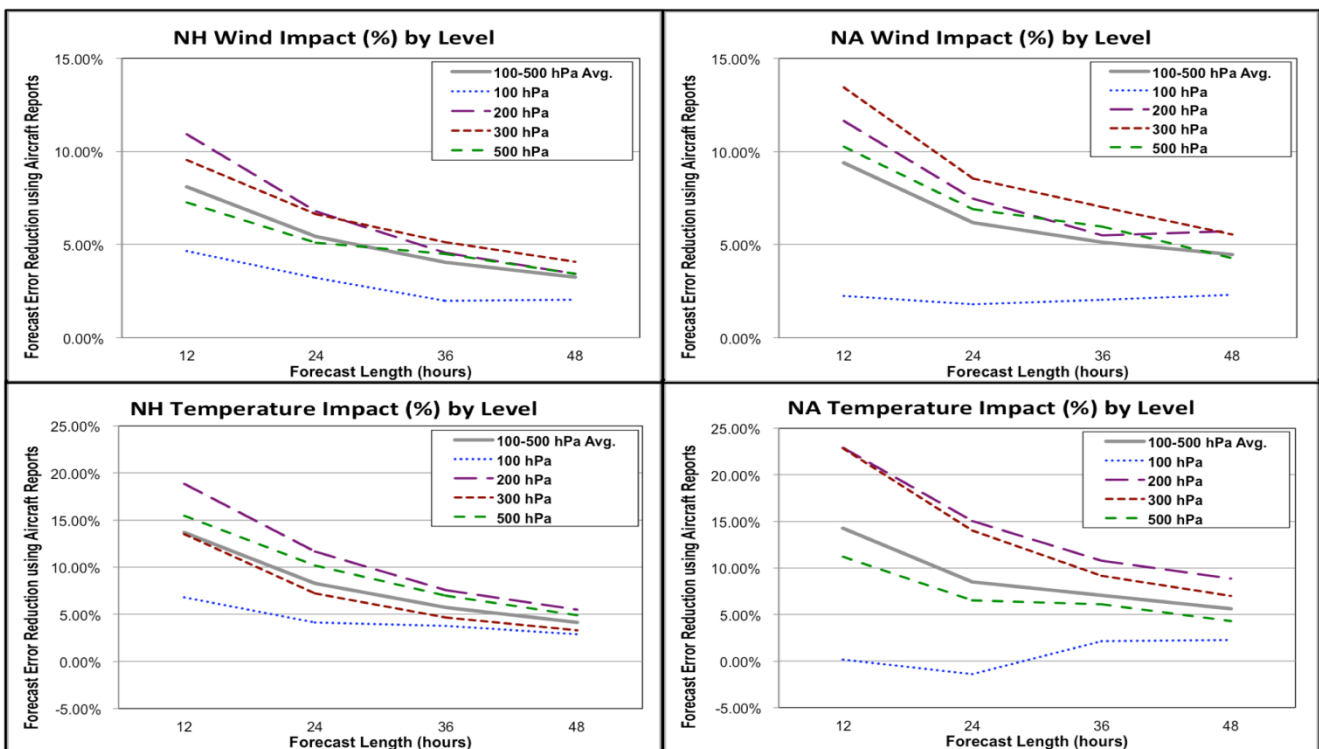 NH Wind Impact (%) by Level
15.00%
10.00%
5.00%
0.00%
Forecast Error Reduction using Aircraft Reports
100-500 hPa Avg.
100 hPa
200 hPa
300 hPa
500 hPa
12 24 36 48
Forecast Length (hours)
NA Wind Impact (%) by Level
15.00%
10.00%
5.00%
0.00%
Forecast Error Reduction using Aircraft Reports
100-500 hPa Avg.
100 hPa
200 hPa
300 hPa
500 hPa
12 24 36 48
Forecast Length (hours)
NH Temperature Impact (%) by Level
25.00%
20.00%
15.00%
10.00%
5.00%
0.00%
-5.00%
Forecast Error Reduction using Aircraft Reports
100-500 hPa Avg.
100 hPa
200 hPa
300 hPa
500 hPa
12 24 36 48
Forecast Length (hours)
NA Temperature Impact (%) by Level
25.00%
20.00%
15.00%
10.00%
5.00%
0.00%
-5.00%
Forecast Error Reduction using Aircraft Reports
100-500 hPa Avg.
100 hPa
200 hPa
300 hPa
500 hPa
12 24 36 48
Forecast Length (hours)